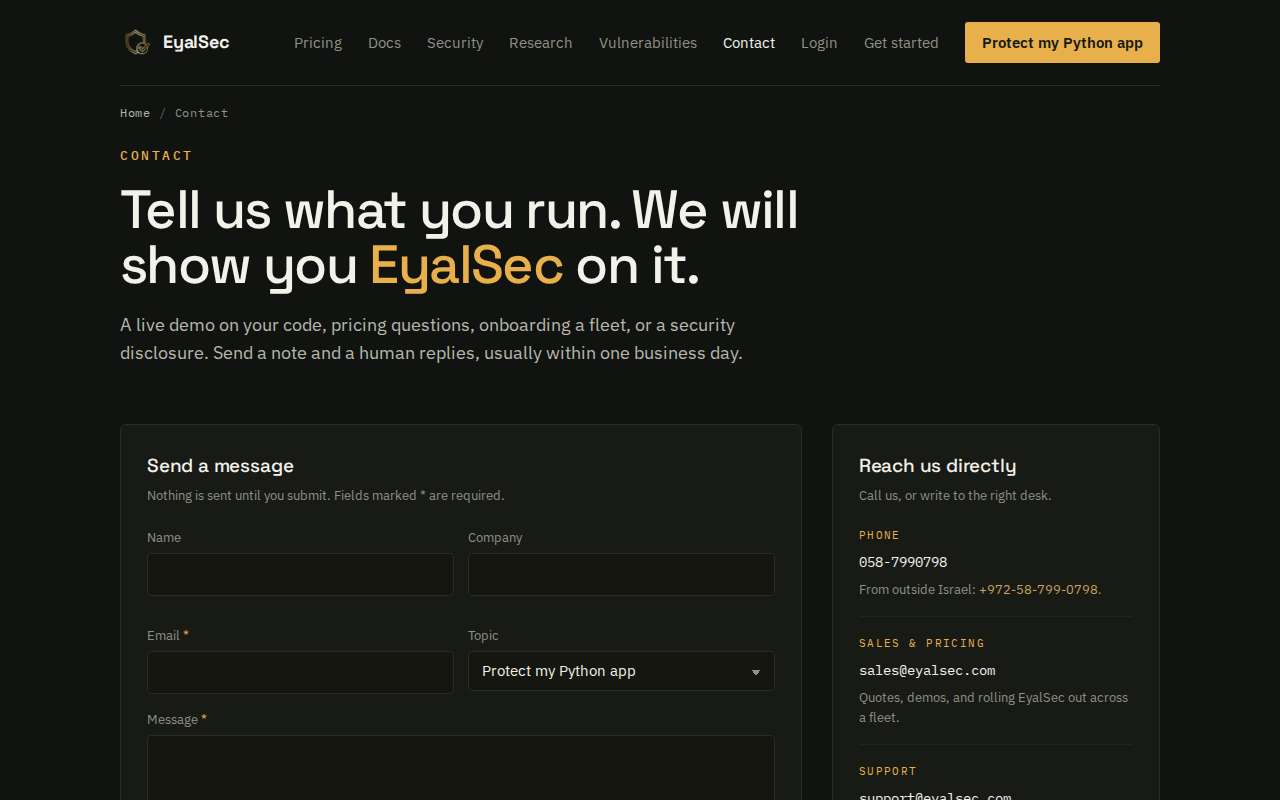 EyalSec
Pricing
Docs
Security
Research
Vulnerabilities
Contact
Login
Get started
Protect my Python app
Home / Contact
CONTACT
Tell us what you run. We will
show you EyalSec on it.
A live demo on your code, pricing questions, onboarding a fleet, or a security
disclosure. Send a note and a human replies, usually within one business day.
Send a message
Nothing is sent until you submit. Fields marked * are required.
Name
Company
Email *
Topic
Protect my Python app
Message *
Reach us directly
Call us, or write to the right desk.
PHONE
058-7990798
From outside Israel: +972-58-799-0798.
SALES & PRICING
sales@eyalsec.com
Quotes, demos, and rolling EyalSec out across
a fleet.
SUPPORT
support@eyalsec.com